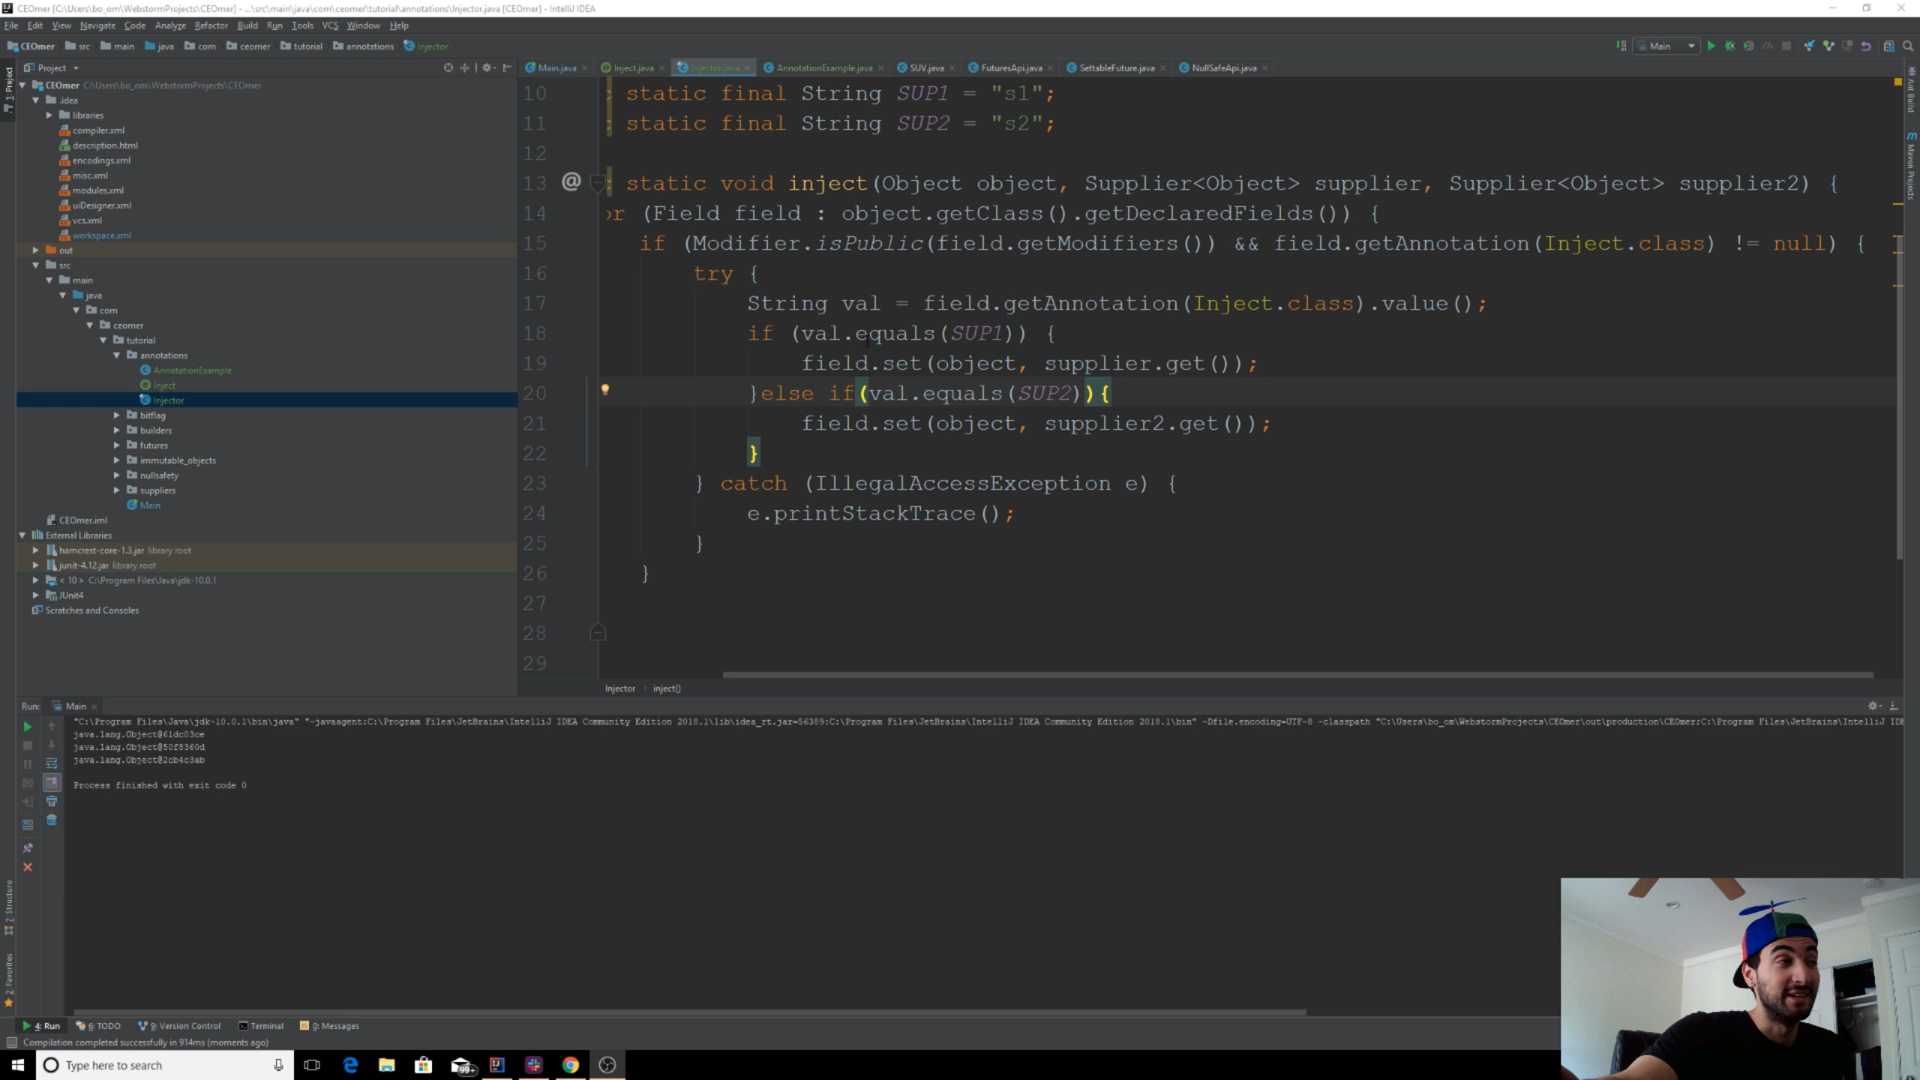 CEOmer [C:\Users\bo_om\WebstormProjects\CEOmer] - ...\src\main\java\com\ceomer\tutorial\annotations\Injector.java [CEOmer] - IntelliJ IDEA
File Edit View Navigate Code Analyze Refactor Build Run Tools VCS Window Help
CEOmer src main java com ceomer tutorial annotations Injector Main
Project
Main.java Inject.java Injector.java AnnotationExample.java SUV.java FuturesApi.java SettableFuture.java NullSafeApi.java
1: Project
Ant Build
Maven Projects
CEOmer C:\Users\bo_om\WebstormProjects\CEOmer
.idea
libraries
compiler.xml
description.html
encodings.xml
misc.xml
modules.xml
uiDesigner.xml
vcs.xml
workspace.xml
out
src
main
java
com
ceomer
tutorial
annotations
AnnotationExample
Inject
Injector
bitflag
builders
futures
immutable_objects
nullsafety
suppliers
Main
CEOmer.iml
External Libraries
hamcrest-core-1.3.jar library root
junit-4.12.jar library root
< 10 > C:\Program Files\Java\jdk-10.0.1
JUnit4
Scratches and Consoles
10 static final String SUP1 = "s1";
11 static final String SUP2 = "s2";
12
13 @ static void inject(Object object, Supplier<Object> supplier, Supplier<Object> supplier2) {
14 or (Field field : object.getClass().getDeclaredFields()) {
15 if (Modifier.isPublic(field.getModifiers()) && field.getAnnotation(Inject.class) != null) {
16 try {
17 String val = field.getAnnotation(Inject.class).value();
18 if (val.equals(SUP1)) {
19 field.set(object, supplier.get());
20 }else if(val.equals(SUP2)){
21 field.set(object, supplier2.get());
22 }
23 } catch (IllegalAccessException e) {
24 e.printStackTrace();
25 }
26 }
27
28
29
Injector inject()
Run: Main
"C:\Program Files\Java\jdk-10.0.1\bin\java" "-javaagent:C:\Program Files\JetBrains\IntelliJ IDEA Community Edition 2018.1\lib\idea_rt.jar=56389:C:\Program Files\JetBrains\IntelliJ IDEA Community Edition 2018.1\bin" -Dfile.encoding=UTF-8 -classpath "C:\Users\bo_om\WebstormProjects\CEOmer\out\production\CEOmer;C:\Program Files\JetBrains\IntelliJ IDE
java.lang.Object@61dc03ce
java.lang.Object@50f8360d
java.lang.Object@2cb4c3ab
Process finished with exit code 0
7: Structure
2: Favorites
4: Run 6: TODO 9: Version Control Terminal 0: Messages
Compilation completed successfully in 914ms (moments ago)
Type here to search
99+